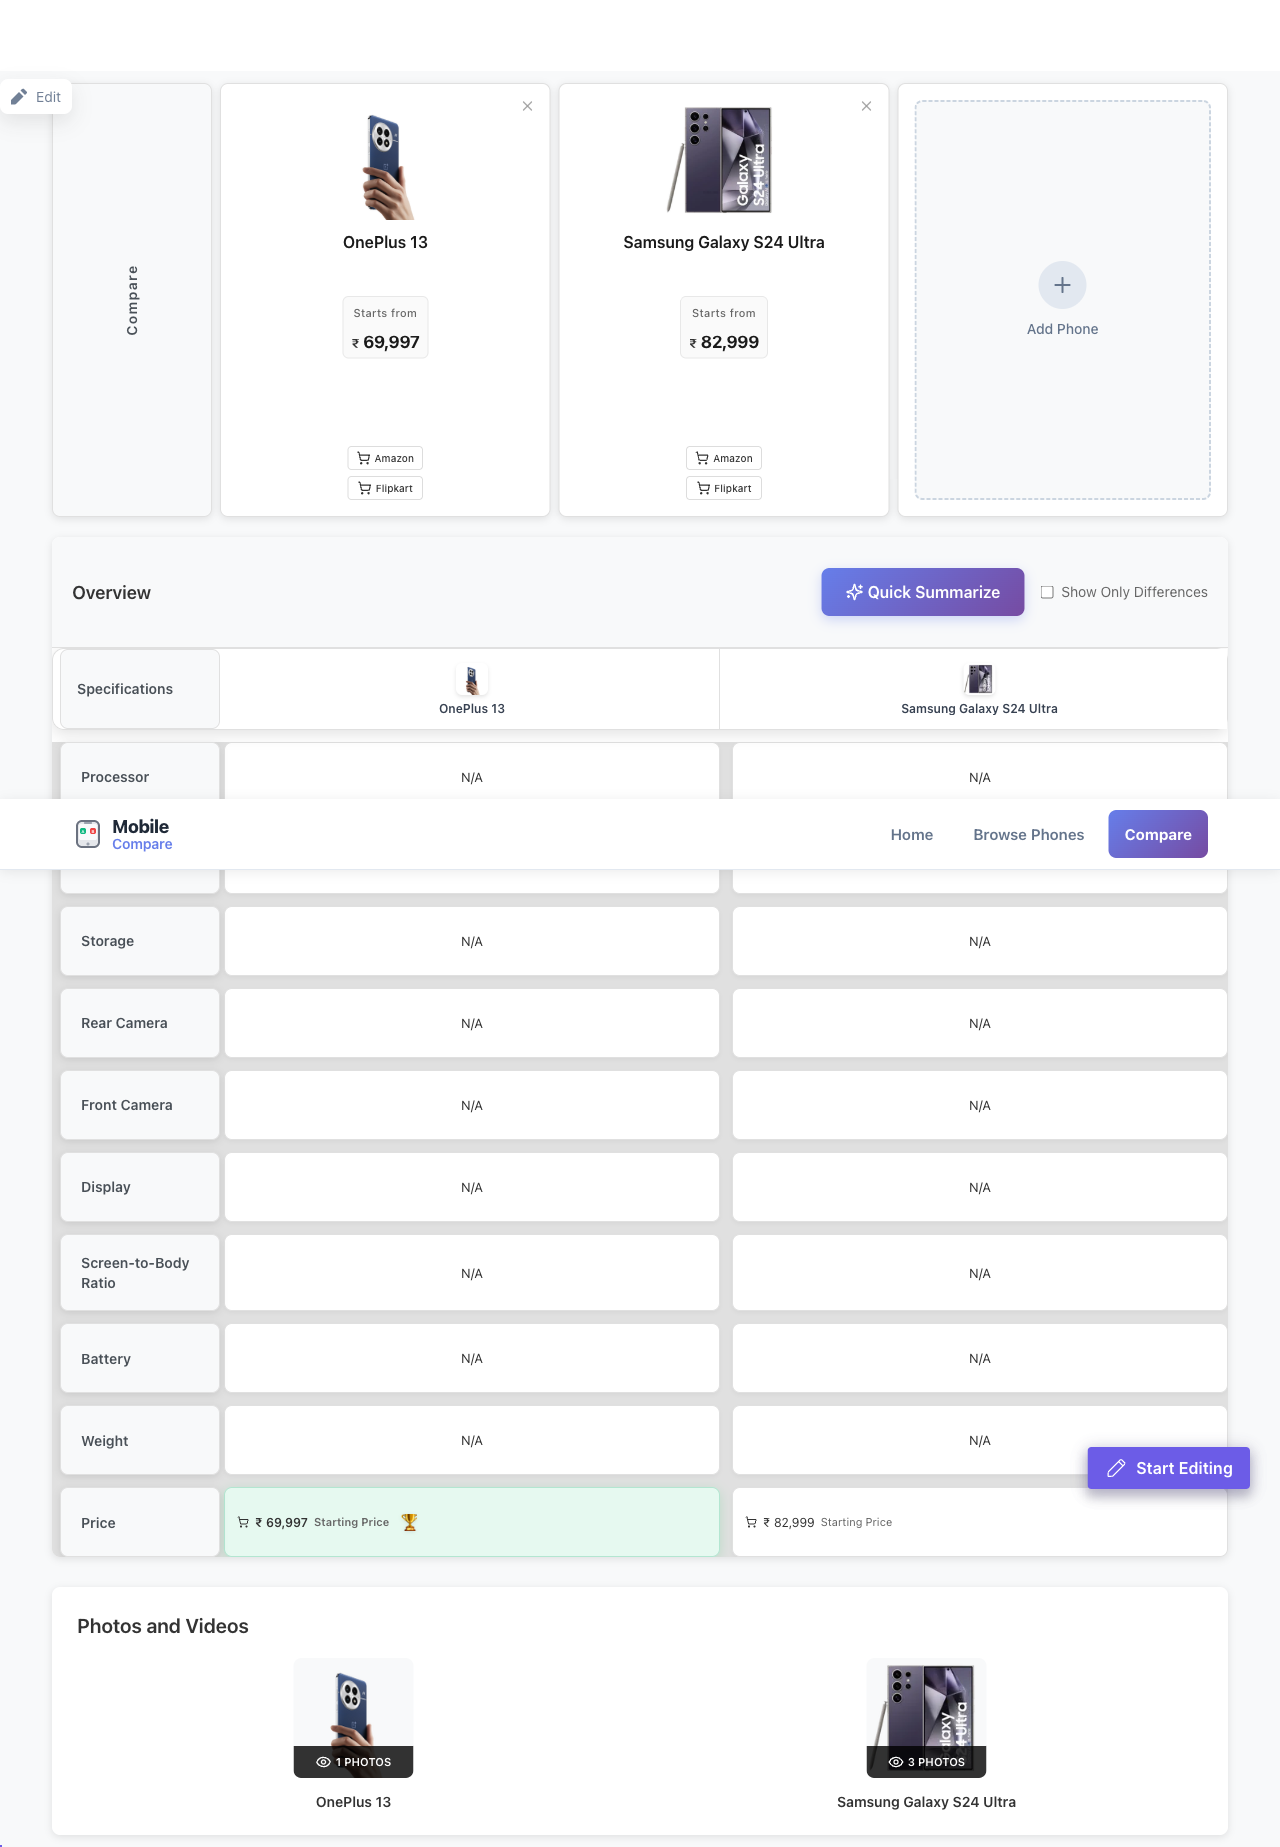 Edit
Compare
OnePlus 13
Starts from
₹ 69,997
Amazon
Flipkart
Galaxy
S24 Ultra
Samsung Galaxy S24 Ultra
Starts from
₹ 82,999
Amazon
Flipkart
Add Phone
Overview
Quick Summarize
Show Only Differences
Specifications
OnePlus 13
Samsung Galaxy S24 Ultra
Processor
N/A
N/A
Mobile
Compare
Home
Browse Phones
Compare
Storage
N/A
N/A
Rear Camera
N/A
N/A
Front Camera
N/A
N/A
Display
N/A
N/A
Screen-to-Body
Ratio
N/A
N/A
Battery
N/A
N/A
Weight
N/A
N/A
Start Editing
Price
₹ 69,997 Starting Price
₹ 82,999 Starting Price
Photos and Videos
1 PHOTOS
OnePlus 13
3 PHOTOS
Samsung Galaxy S24 Ultra